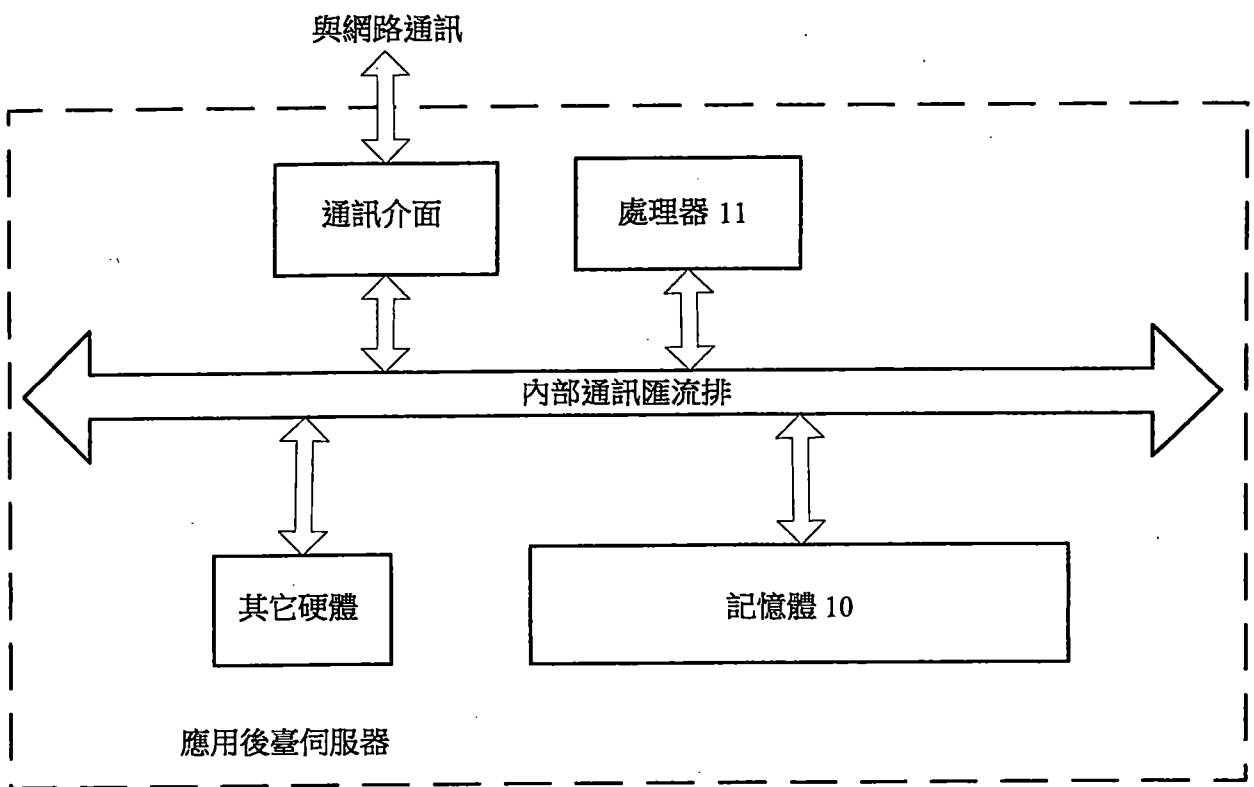 與網路通訊
通訊介面
處理器 11
內部通訊匯流排
其它硬體
記憶體 10
應用後臺伺服器